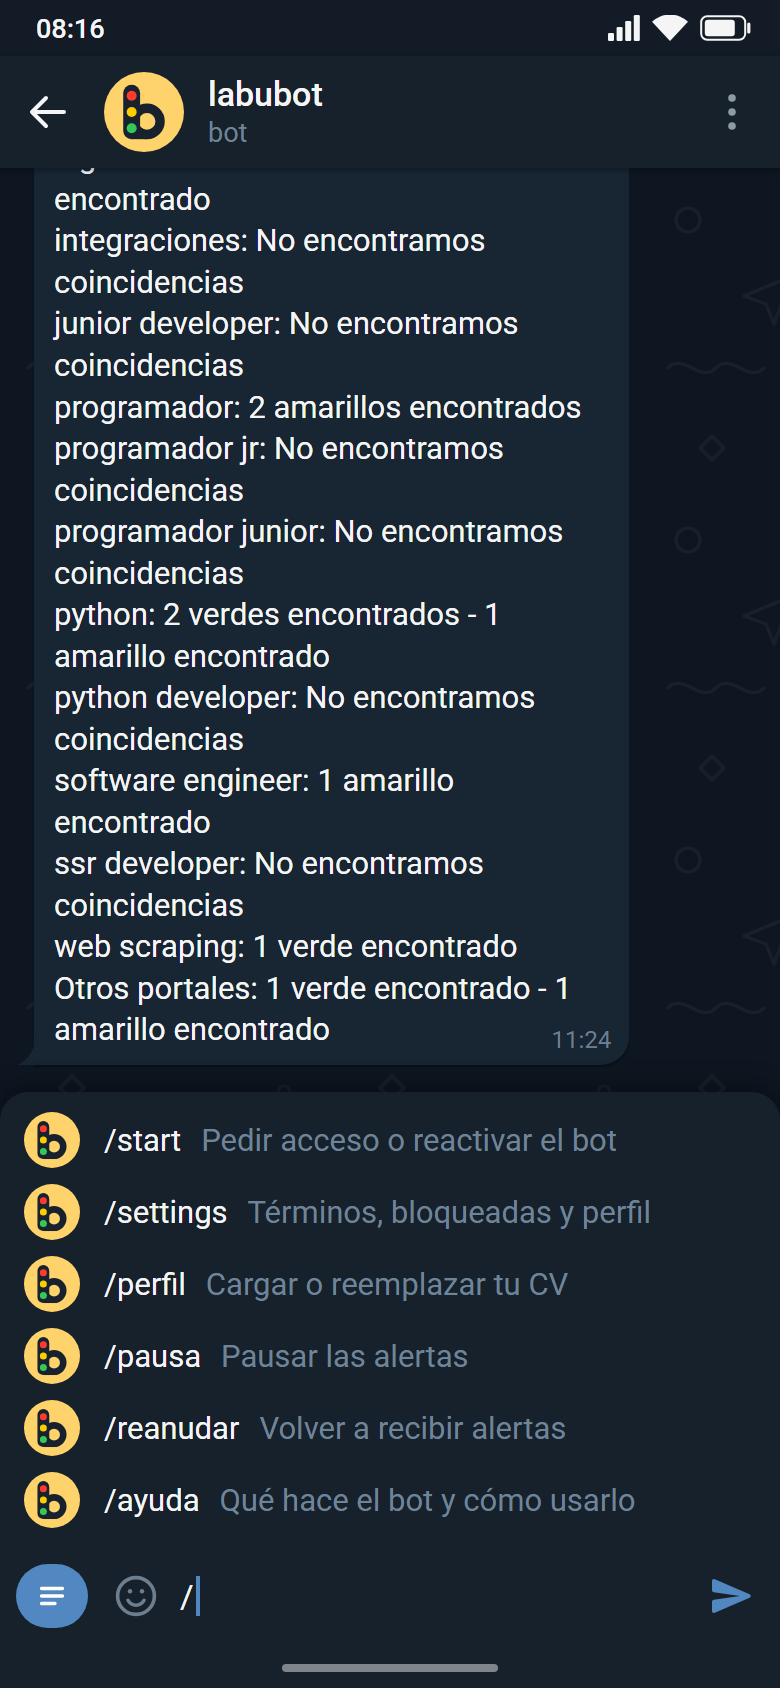 08:16
labubot
bot
encontrado
integraciones: No encontramos
coincidencias
junior developer: No encontramos
coincidencias
programador: 2 amarillos encontrados
programador jr: No encontramos
coincidencias
programador junior: No encontramos
coincidencias
python: 2 verdes encontrados - 1
amarillo encontrado
python developer: No encontramos
coincidencias
software engineer: 1 amarillo
encontrado
ssr developer: No encontramos
coincidencias
web scraping: 1 verde encontrado
Otros portales: 1 verde encontrado - 1
amarillo encontrado
11:24
/start Pedir acceso o reactivar el bot
/settings Términos, bloqueadas y perfil
/perfil Cargar o reemplazar tu CV
/pausa Pausar las alertas
/reanudar Volver a recibir alertas
/ayuda Qué hace el bot y cómo usarlo
/